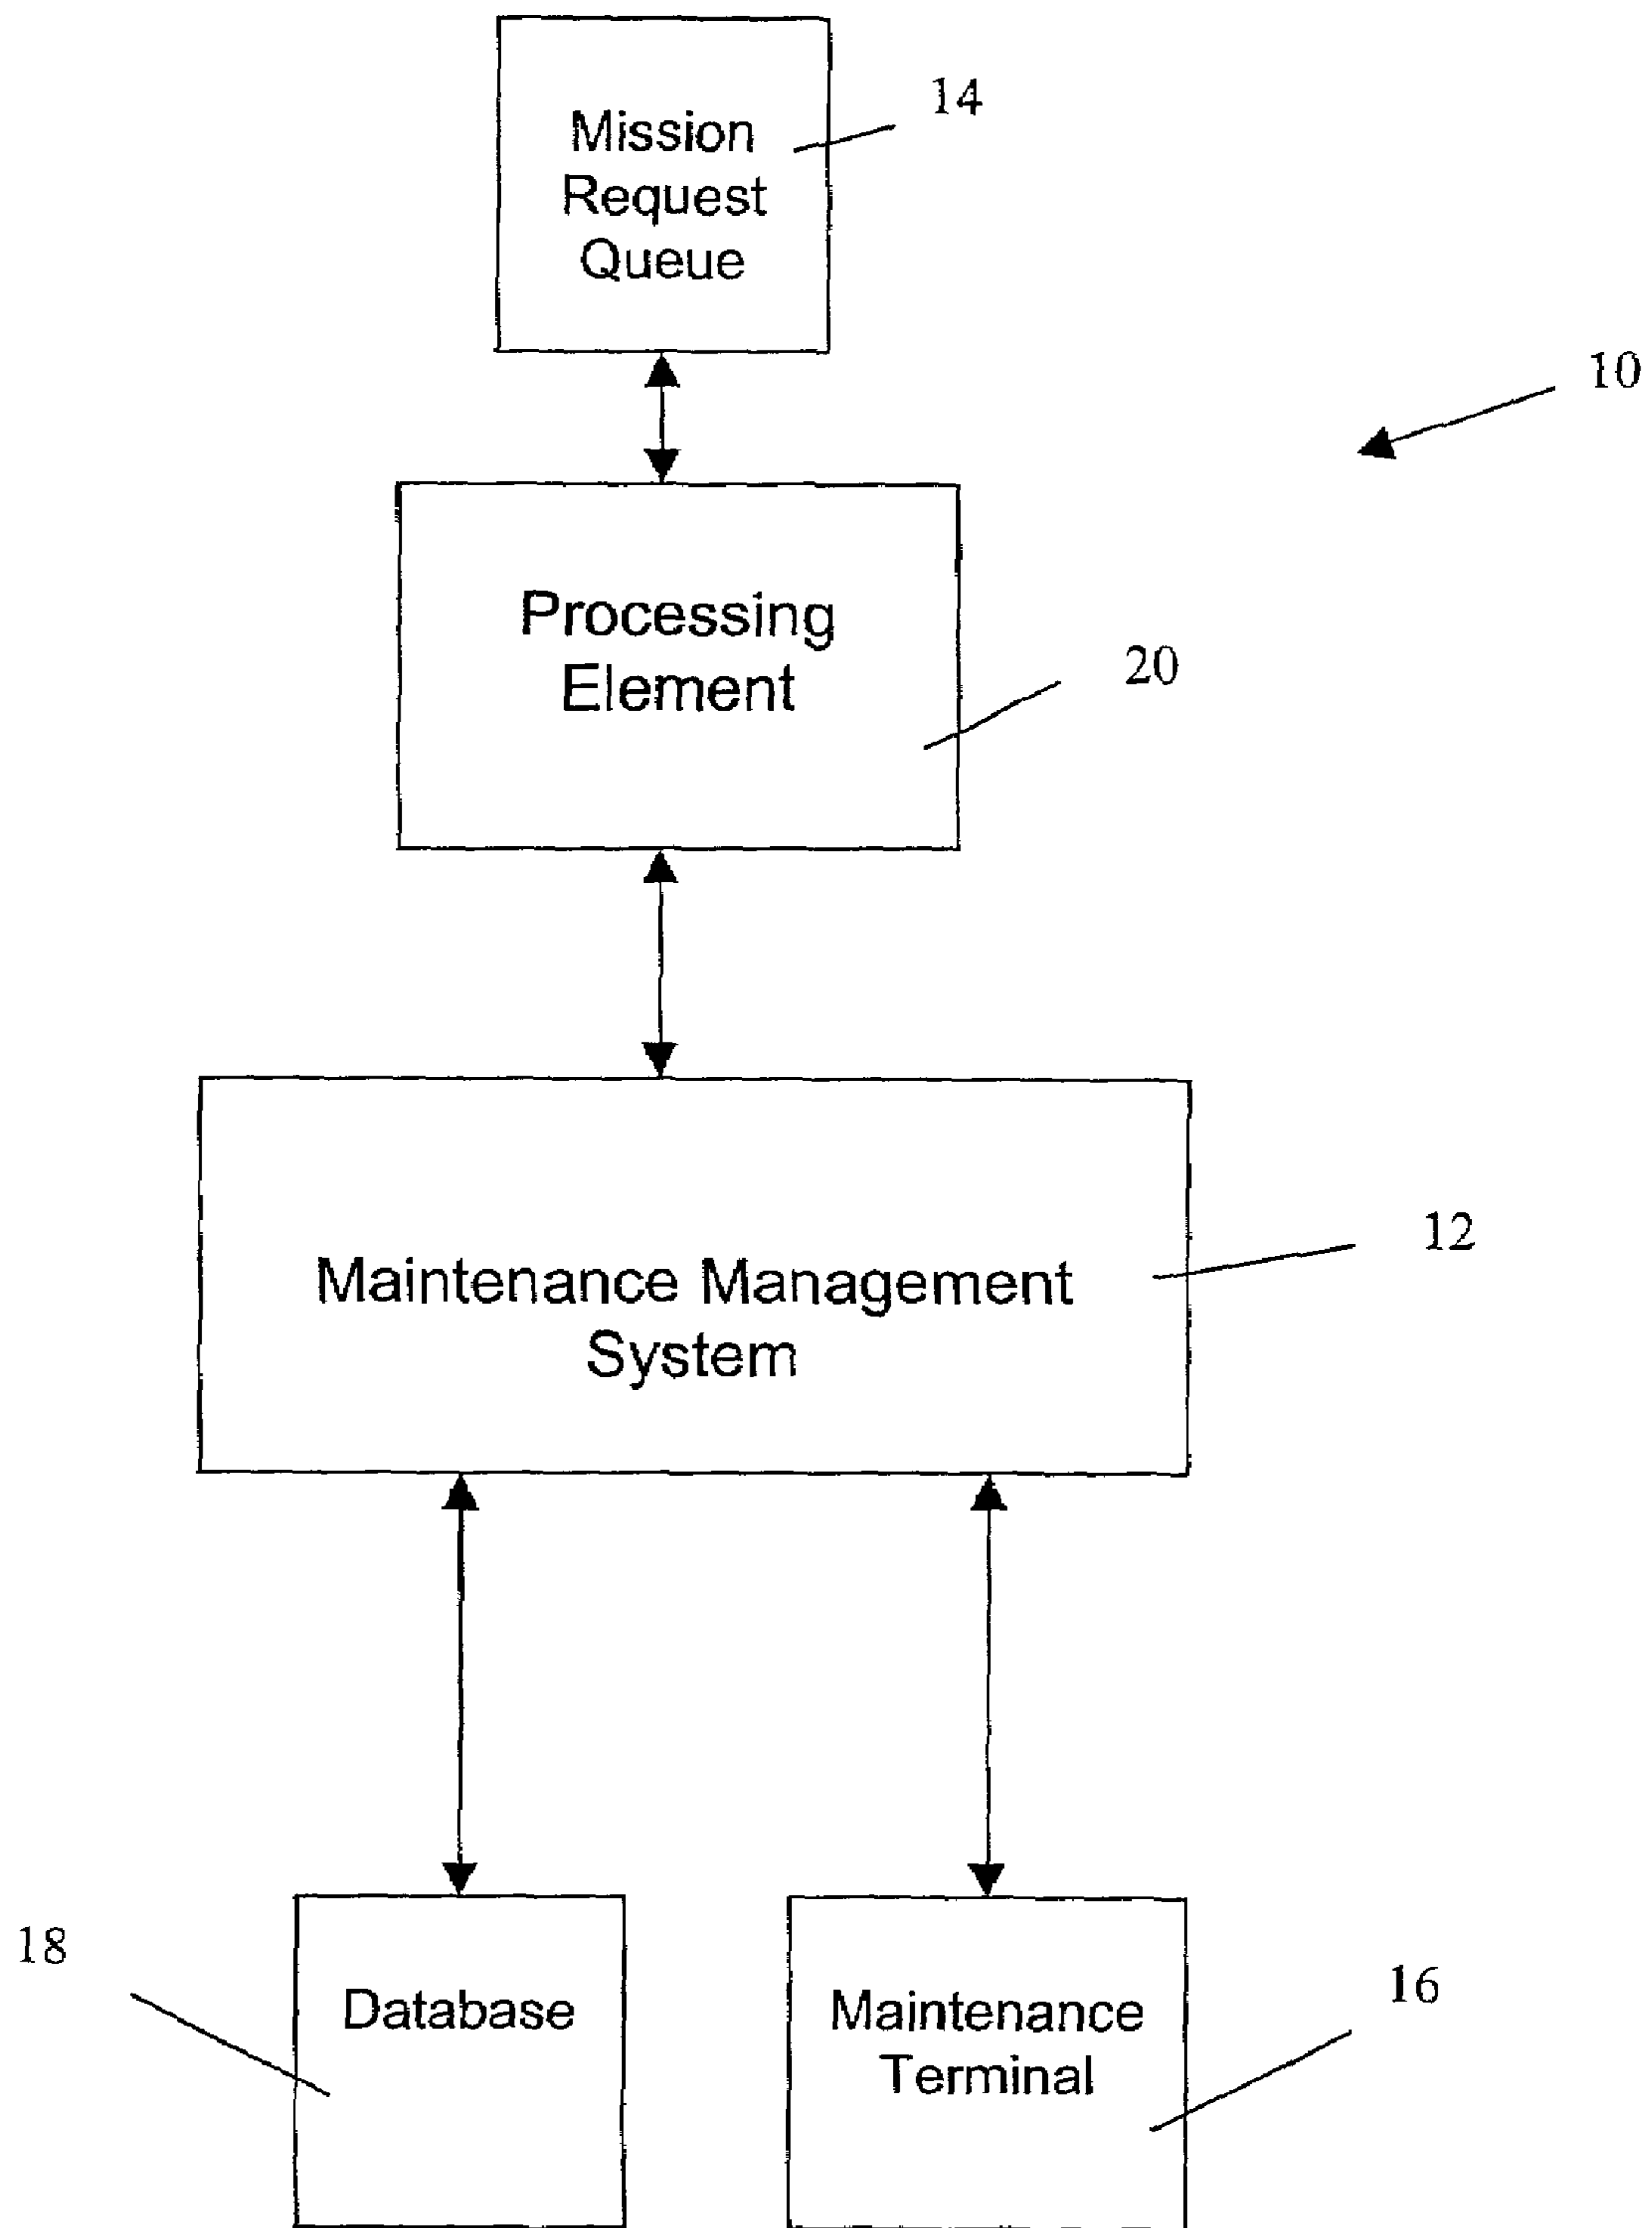 Mission
Request
Queue
14
10
Processing
Element
20
Maintenance Management
System
12
18
Database
Maintenance
Terminal
16